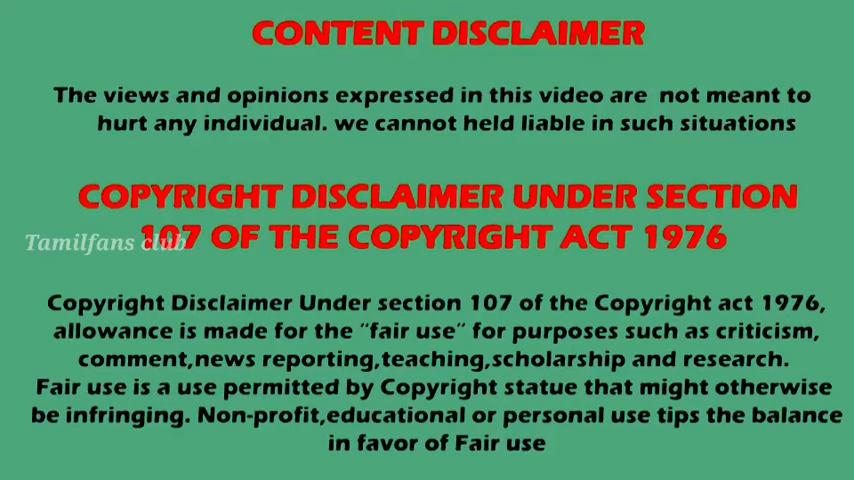 CONTENT DISCLAIMER
The views and opinions expressed in this video are not meant to
hurt any individual. we cannot held liable in such situations
COPYRIGHT DISCLAIMER UNDER SECTION
107 OF THE COPYRIGHT ACT 1976
Tamilfans club
Copyright Disclaimer Under section 107 of the Copyright act 1976,
allowance is made for the "fair use" for purposes such as criticism,
comment,news reporting,teaching,scholarship and research.
Fair use is a use permitted by Copyright statue that might otherwise
be infringing. Non-profit,educational or personal use tips the balance
in favor of Fair use